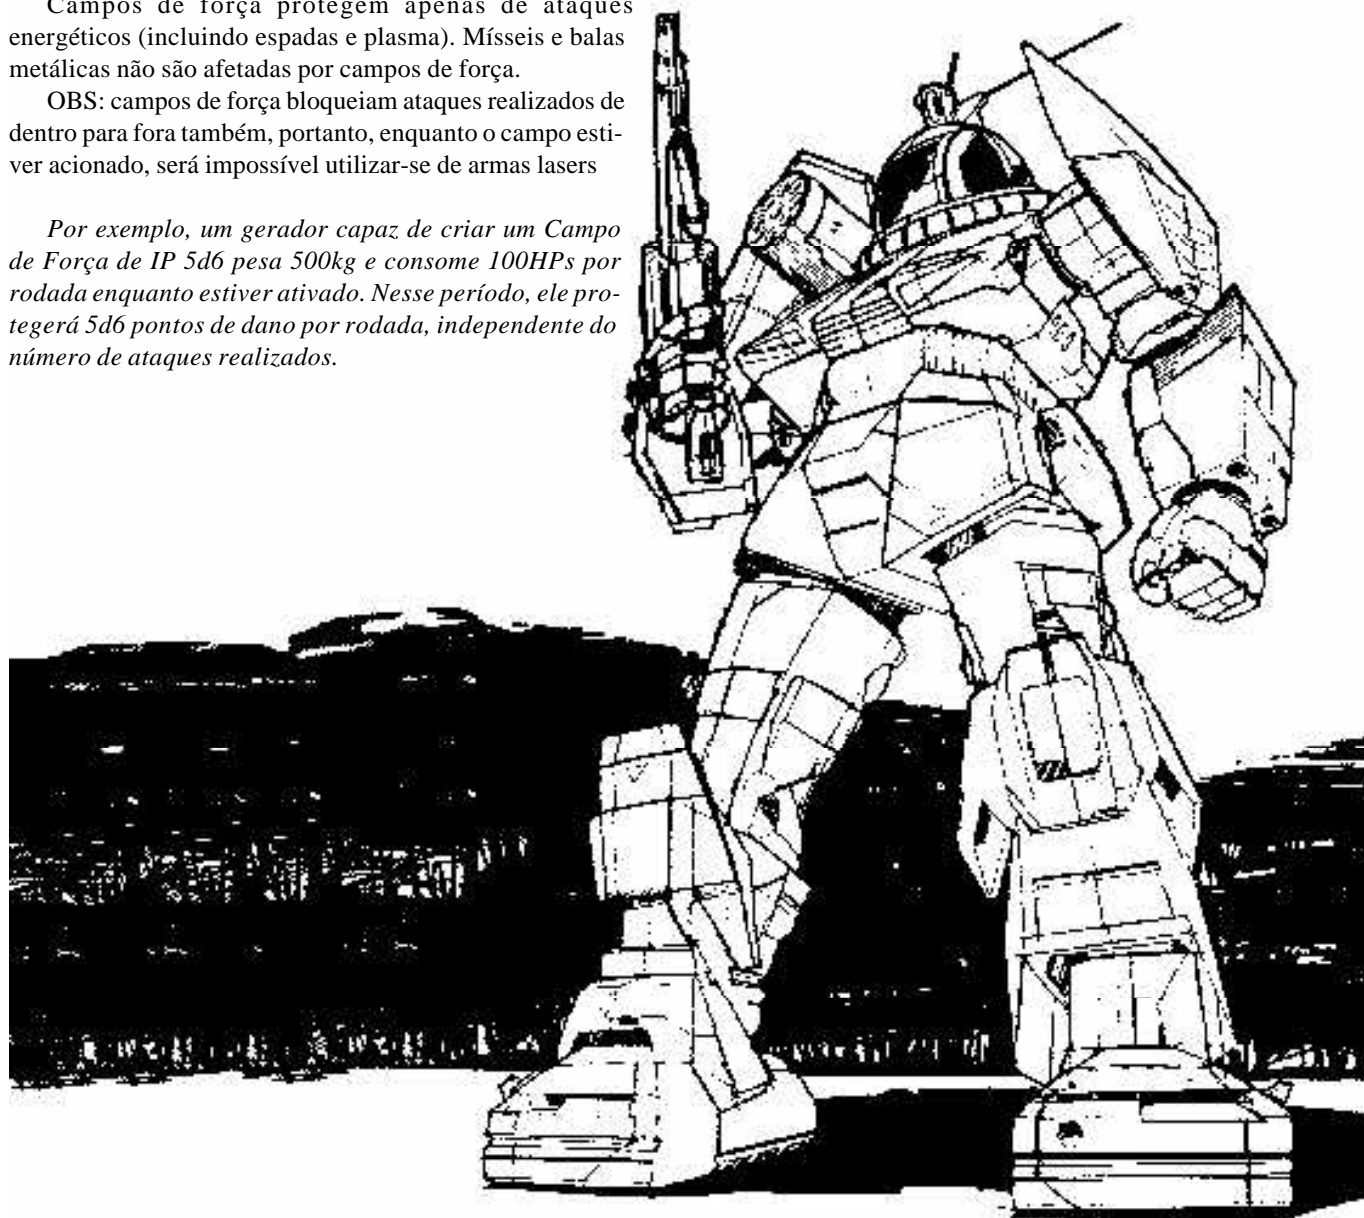 Campos de força protegem apenas de ataques
energéticos (incluindo espadas e plasma). Mísseis e balas
metálicas não são afetadas por campos de força.
OBS: campos de força bloqueiam ataques realizados de
dentro para fora também, portanto, enquanto o campo esti-
ver acionado, será impossível utilizar-se de armas lasers
Por exemplo, um gerador capaz de criar um Campo
de Força de IP 5d6 pesa 500kg e consome 100HPs por
rodada enquanto estiver ativado. Nesse período, ele pro-
tegerá 5d6 pontos de dano por rodada, independente do
número de ataques realizados.